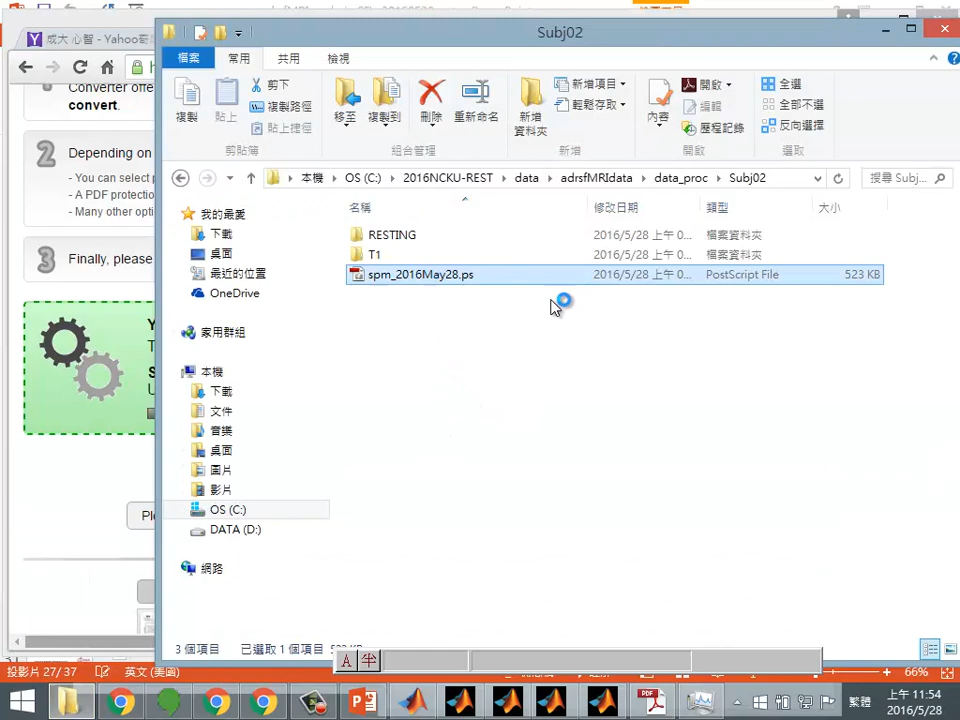 Subj02
成大 心智 - Yahoo奇
檔案 常用 共用 檢視
複製
貼上
剪下
複製路徑
貼上捷徑
剪貼簿
移至
複製到
刪除
重新命名
組合管理
新增
資料夾
新增項目
輕鬆存取
新增
內容
開啟
編輯
歷程記錄
開啟
全選
全部不選
反向選擇
選取
本機 OS (C:) 2016NCKU-REST data adrsfMRIdata data_proc Subj02
搜尋 Subj...
名稱 修改日期 類型 大小
RESTING 2016/5/28 上午 0... 檔案資料夾
T1 2016/5/28 上午 0... 檔案資料夾
spm_2016May28.ps 2016/5/28 上午 0... PostScript File 523 KB
我的最愛
下載
桌面
最近的位置
OneDrive
家用群組
本機
下載
文件
音樂
桌面
圖片
影片
OS (C:)
DATA (D:)
網路
3 個項目 已選取 1 個項目
Converter offe
convert.
2
Depending on
- You can select p
- A PDF protectio
- Many other optio
3
Finally, please
A 半
投影片 27/37 英文 (美國) 66%
繁體
上午 11:54
2016/5/28